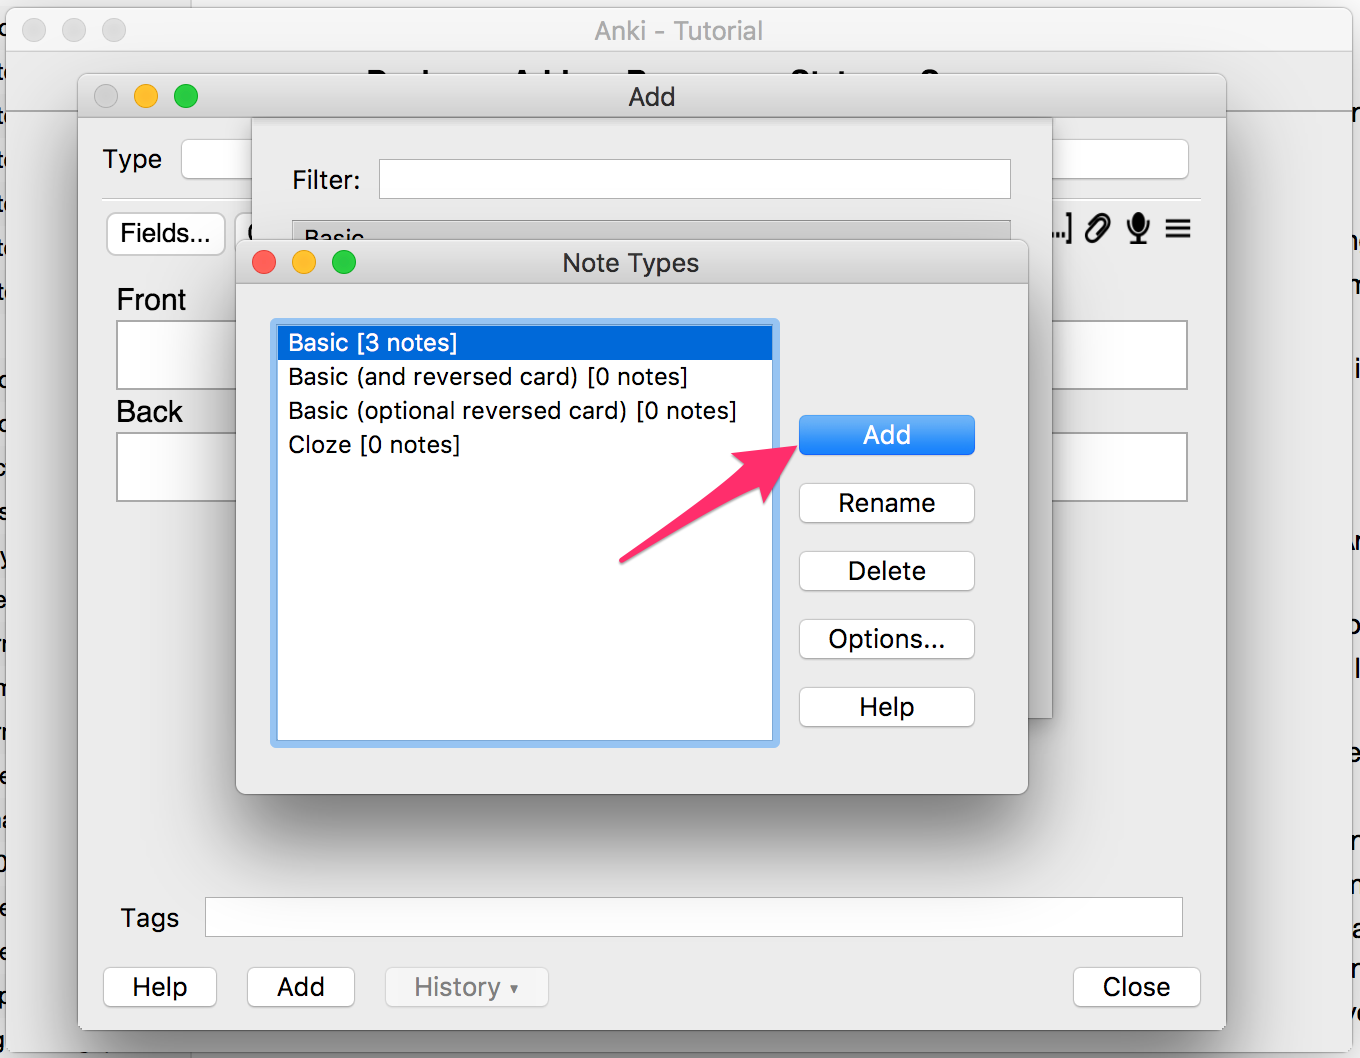 Anki - Tutorial
Add
Type
Filter:
Fields...
Basic
...]
Note Types
Front
Back
Basic [3 notes]
Basic (and reversed card) [0 notes]
Basic (optional reversed card) [0 notes]
Cloze [0 notes]
Add
Rename
Delete
Options...
Help
Tags
Help
Add
History ▾
Close